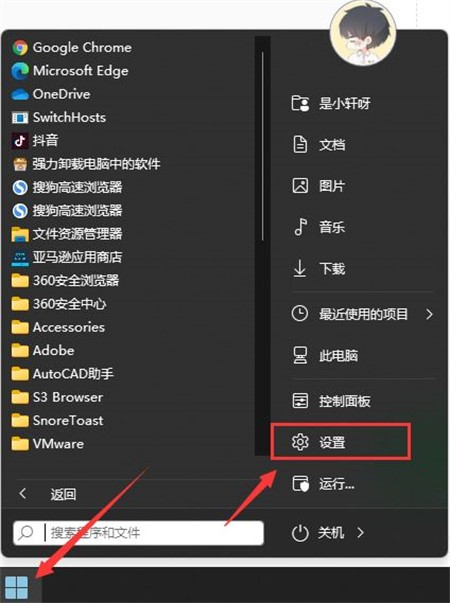 Google Chrome
Microsoft Edge
OneDrive
SwitchHosts
抖音
强力卸载电脑中的软件
搜狗高速浏览器
搜狗高速浏览器
文件资源管理器
亚马逊应用商店
360安全浏览器
360安全中心
Accessories
Adobe
AutoCAD助手
S3 Browser
SnoreToast
VMware
返回
搜索程序和文件
是小轩呀
文档
图片
音乐
下载
最近使用的项目
此电脑
控制面板
设置
运行...
关机